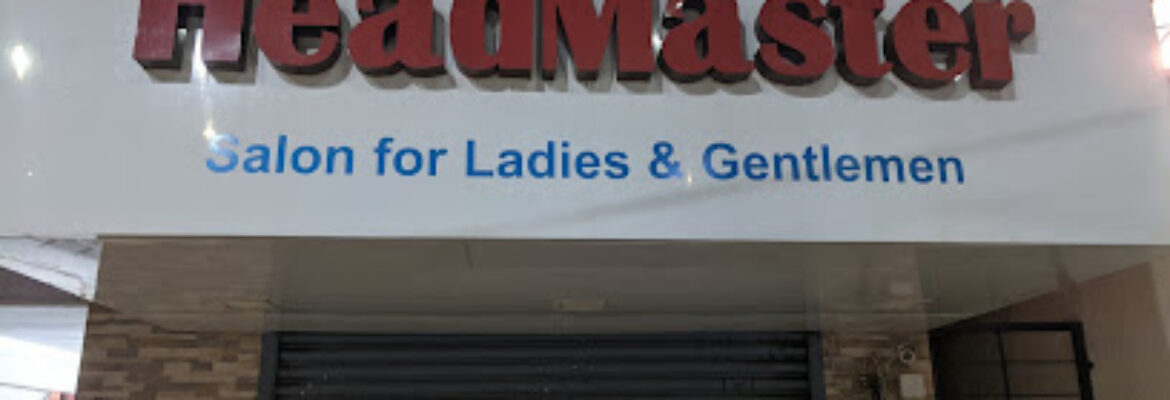 HeadMaster
Salon for Ladies & Gentlemen